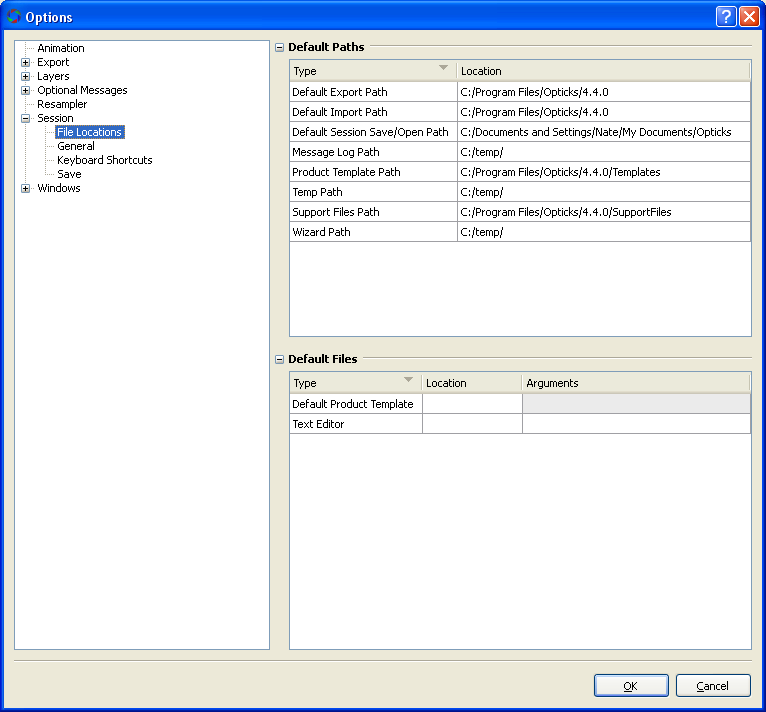 Options
Animation
Export
Layers
Optional Messages
Resampler
Session
File Locations
General
Keyboard Shortcuts
Save
Windows
Default Paths
Type Location
Default Export Path C:/Program Files/Opticks/4.4.0
Default Import Path C:/Program Files/Opticks/4.4.0
Default Session Save/Open Path C:/Documents and Settings/Nate/My Documents/Opticks
Message Log Path C:/temp/
Product Template Path C:/Program Files/Opticks/4.4.0/Templates
Temp Path C:/temp/
Support Files Path C:/Program Files/Opticks/4.4.0/SupportFiles
Wizard Path C:/temp/
Default Files
Type Location Arguments
Default Product Template
Text Editor
OK Cancel